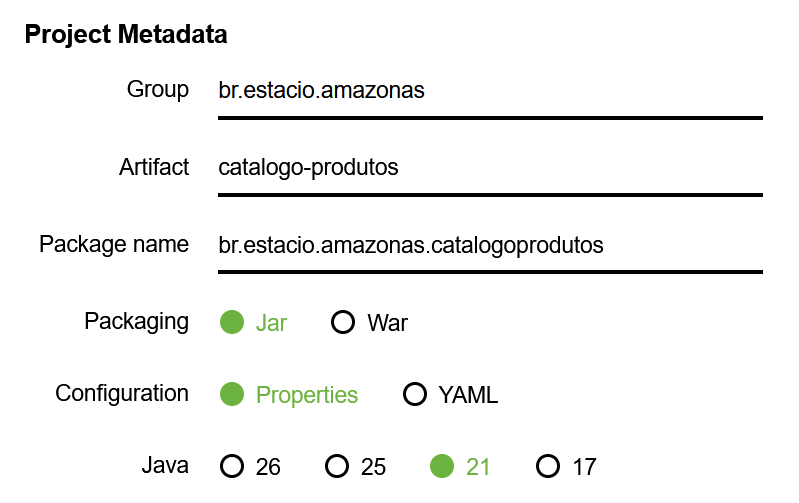 Project Metadata
Group br.estacio.amazonas
Artifact catalogo-produtos
Package name br.estacio.amazonas.catalogoprodutos
Packaging Jar War
Configuration Properties YAML
Java 26 25 21 17